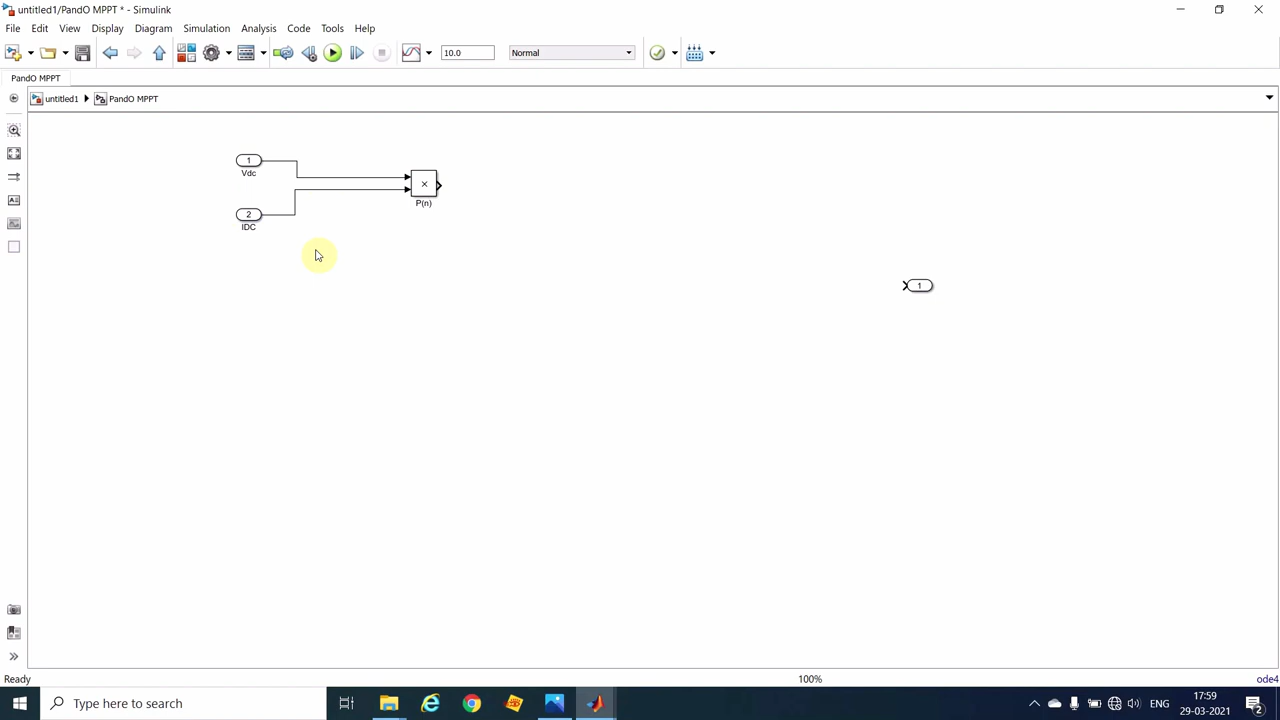 untitled1/PandO MPPT * - Simulink
File Edit View Display Diagram Simulation Analysis Code Tools Help
10.0 Normal
PandO MPPT
untitled1 PandO MPPT
1
Vdc
×
P(n)
2
IDC
1
Ready 100% ode4
Type here to search
ENG
17:59
29-03-2021
2